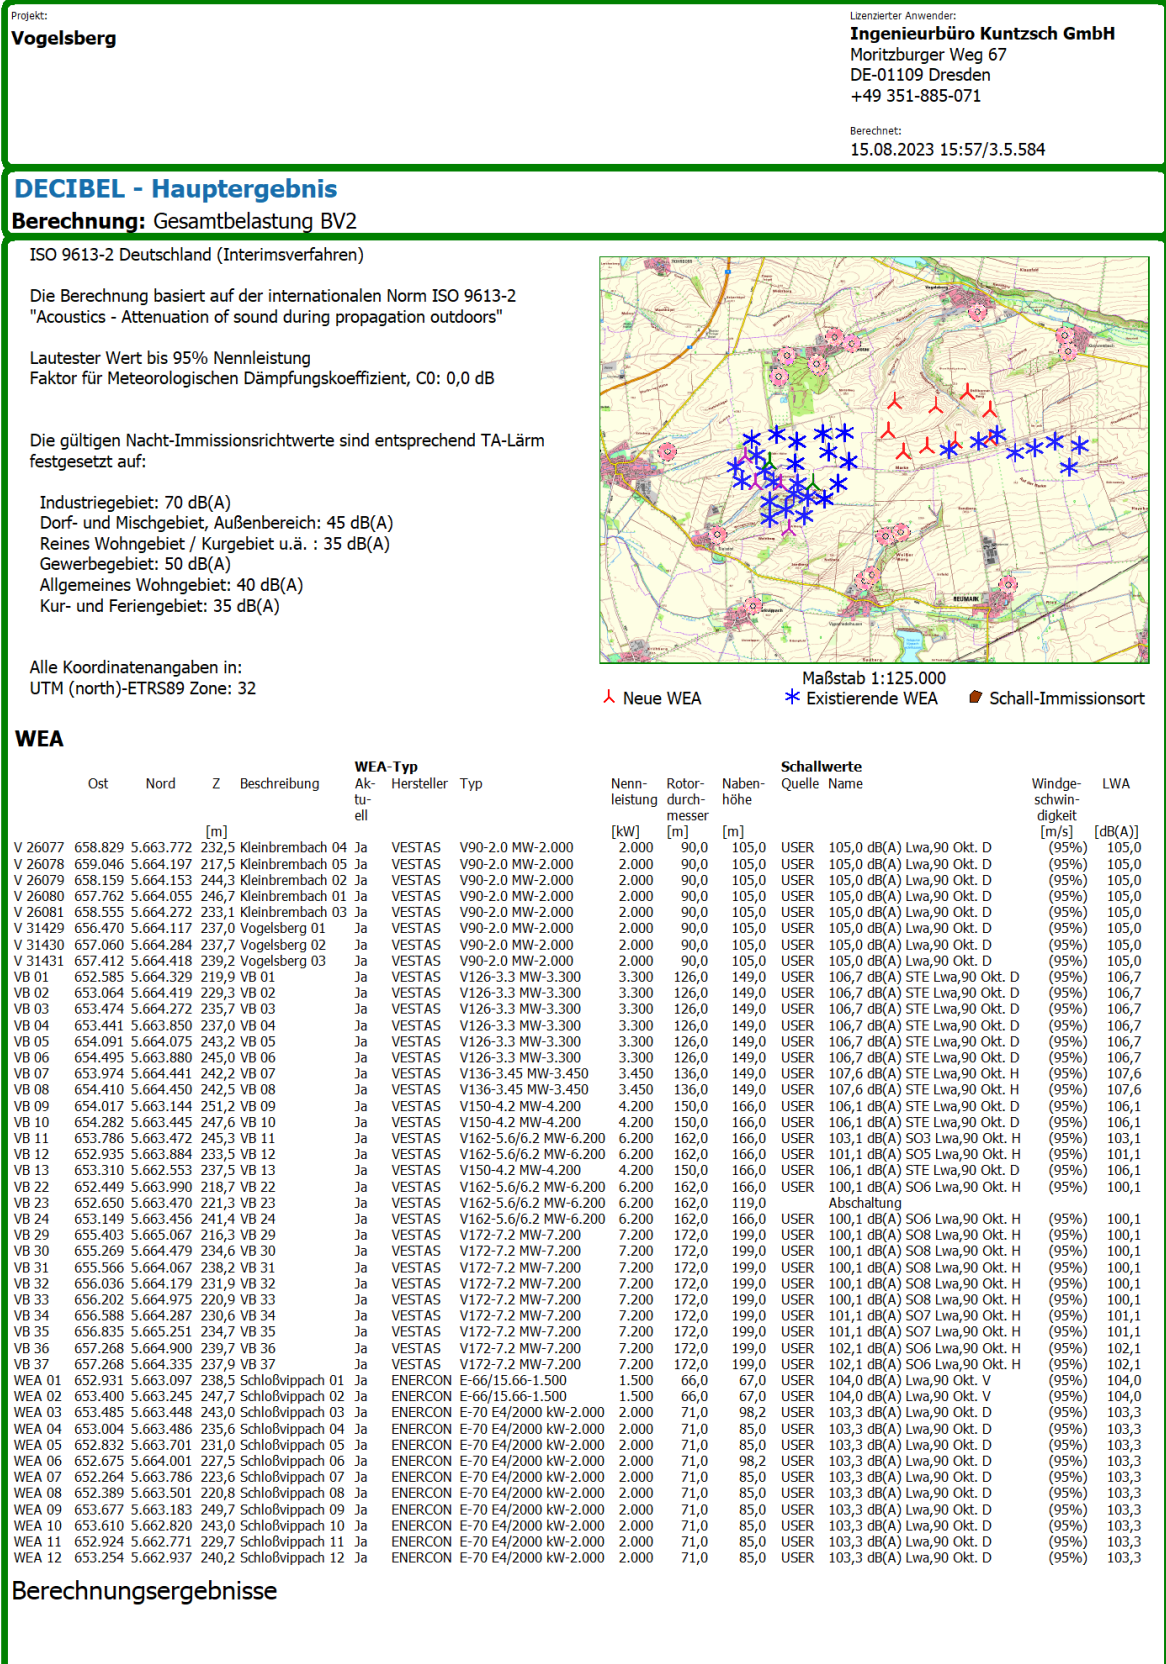 Projekt:
Vogelsberg
Lizenzierter Anwender:
Ingenieurbüro Kuntzsch GmbH
Moritzburger Weg 67
DE-01109 Dresden
+49 351-885-071
Berechnet:
15.08.2023 15:57/3.5.584
DECIBEL - Hauptergebnis
Berechnung: Gesamtbelastung BV2
ISO 9613-2 Deutschland (Interimsverfahren)
Die Berechnung basiert auf der internationalen Norm ISO 9613-2
"Acoustics - Attenuation of sound during propagation outdoors"
Lautester Wert bis 95% Nennleistung
Faktor für Meteorologischen Dämpfungskoeffizient, C0: 0,0 dB
Die gültigen Nacht-Immissionsrichtwerte sind entsprechend TA-Lärm
festgesetzt auf:
Industriegebiet: 70 dB(A)
Dorf- und Mischgebiet, Außenbereich: 45 dB(A)
Reines Wohngebiet / Kurgebiet u.ä. : 35 dB(A)
Gewerbegebiet: 50 dB(A)
Allgemeines Wohngebiet: 40 dB(A)
Kur- und Feriengebiet: 35 dB(A)
Alle Koordinatenangaben in:
UTM (north)-ETRS89 Zone: 32
NEUMARK
Maßstab 1:125.000
Neue WEA Existierende WEA Schall-Immissionsort
WEA
WEA-Typ Schallwerte
Ost Nord Z Beschreibung Ak- Hersteller Typ Nenn- Rotor- Naben- Quelle Name Windge- LWA
tu- leistung durch- höhe schwin-
ell messer digkeit
[m] [kW] [m] [m] [m/s] [dB(A)]
V 26077 658.829 5.663.772 232,5 Kleinbrembach 04 Ja VESTAS V90-2.0 MW-2.000 2.000 90,0 105,0 USER 105,0 dB(A) Lwa,90 Okt. D (95%) 105,0
V 26078 659.046 5.664.197 217,5 Kleinbrembach 05 Ja VESTAS V90-2.0 MW-2.000 2.000 90,0 105,0 USER 105,0 dB(A) Lwa,90 Okt. D (95%) 105,0
V 26079 658.159 5.664.153 244,3 Kleinbrembach 02 Ja VESTAS V90-2.0 MW-2.000 2.000 90,0 105,0 USER 105,0 dB(A) Lwa,90 Okt. D (95%) 105,0
V 26080 657.762 5.664.055 246,7 Kleinbrembach 01 Ja VESTAS V90-2.0 MW-2.000 2.000 90,0 105,0 USER 105,0 dB(A) Lwa,90 Okt. D (95%) 105,0
V 26081 658.555 5.664.272 233,1 Kleinbrembach 03 Ja VESTAS V90-2.0 MW-2.000 2.000 90,0 105,0 USER 105,0 dB(A) Lwa,90 Okt. D (95%) 105,0
V 31429 656.470 5.664.117 237,0 Vogelsberg 01 Ja VESTAS V90-2.0 MW-2.000 2.000 90,0 105,0 USER 105,0 dB(A) Lwa,90 Okt. D (95%) 105,0
V 31430 657.060 5.664.284 237,7 Vogelsberg 02 Ja VESTAS V90-2.0 MW-2.000 2.000 90,0 105,0 USER 105,0 dB(A) Lwa,90 Okt. D (95%) 105,0
V 31431 657.412 5.664.418 239,2 Vogelsberg 03 Ja VESTAS V90-2.0 MW-2.000 2.000 90,0 105,0 USER 105,0 dB(A) Lwa,90 Okt. D (95%) 105,0
VB 01 652.585 5.664.329 219,9 VB 01 Ja VESTAS V126-3.3 MW-3.300 3.300 126,0 149,0 USER 106,7 dB(A) STE Lwa,90 Okt. D (95%) 106,7
VB 02 653.064 5.664.419 229,3 VB 02 Ja VESTAS V126-3.3 MW-3.300 3.300 126,0 149,0 USER 106,7 dB(A) STE Lwa,90 Okt. D (95%) 106,7
VB 03 653.474 5.664.272 235,7 VB 03 Ja VESTAS V126-3.3 MW-3.300 3.300 126,0 149,0 USER 106,7 dB(A) STE Lwa,90 Okt. D (95%) 106,7
VB 04 653.441 5.663.850 237,0 VB 04 Ja VESTAS V126-3.3 MW-3.300 3.300 126,0 149,0 USER 106,7 dB(A) STE Lwa,90 Okt. D (95%) 106,7
VB 05 654.091 5.664.075 243,2 VB 05 Ja VESTAS V126-3.3 MW-3.300 3.300 126,0 149,0 USER 106,7 dB(A) STE Lwa,90 Okt. D (95%) 106,7
VB 06 654.495 5.663.880 245,0 VB 06 Ja VESTAS V126-3.3 MW-3.300 3.300 126,0 149,0 USER 106,7 dB(A) STE Lwa,90 Okt. D (95%) 106,7
VB 07 653.974 5.664.441 242,2 VB 07 Ja VESTAS V136-3.45 MW-3.450 3.450 136,0 149,0 USER 107,6 dB(A) STE Lwa,90 Okt. H (95%) 107,6
VB 08 654.410 5.664.450 242,5 VB 08 Ja VESTAS V136-3.45 MW-3.450 3.450 136,0 149,0 USER 107,6 dB(A) STE Lwa,90 Okt. H (95%) 107,6
VB 09 654.017 5.663.144 251,2 VB 09 Ja VESTAS V150-4.2 MW-4.200 4.200 150,0 166,0 USER 106,1 dB(A) STE Lwa,90 Okt. D (95%) 106,1
VB 10 654.282 5.663.445 247,6 VB 10 Ja VESTAS V150-4.2 MW-4.200 4.200 150,0 166,0 USER 106,1 dB(A) STE Lwa,90 Okt. D (95%) 106,1
VB 11 653.786 5.663.472 245,3 VB 11 Ja VESTAS V162-5.6/6.2 MW-6.200 6.200 162,0 166,0 USER 103,1 dB(A) SO3 Lwa,90 Okt. H (95%) 103,1
VB 12 652.935 5.663.884 233,5 VB 12 Ja VESTAS V162-5.6/6.2 MW-6.200 6.200 162,0 166,0 USER 101,1 dB(A) SO5 Lwa,90 Okt. H (95%) 101,1
VB 13 653.310 5.662.553 237,5 VB 13 Ja VESTAS V150-4.2 MW-4.200 4.200 150,0 166,0 USER 106,1 dB(A) STE Lwa,90 Okt. D (95%) 106,1
VB 22 652.449 5.663.990 218,7 VB 22 Ja VESTAS V162-5.6/6.2 MW-6.200 6.200 162,0 166,0 USER 100,1 dB(A) SO6 Lwa,90 Okt. H (95%) 100,1
VB 23 652.650 5.663.470 221,3 VB 23 Ja VESTAS V162-5.6/6.2 MW-6.200 6.200 162,0 119,0 Abschaltung
VB 24 653.149 5.663.456 241,4 VB 24 Ja VESTAS V162-5.6/6.2 MW-6.200 6.200 162,0 166,0 USER 100,1 dB(A) SO6 Lwa,90 Okt. H (95%) 100,1
VB 29 655.403 5.665.067 216,3 VB 29 Ja VESTAS V172-7.2 MW-7.200 7.200 172,0 199,0 USER 100,1 dB(A) SO8 Lwa,90 Okt. H (95%) 100,1
VB 30 655.269 5.664.479 234,6 VB 30 Ja VESTAS V172-7.2 MW-7.200 7.200 172,0 199,0 USER 100,1 dB(A) SO8 Lwa,90 Okt. H (95%) 100,1
VB 31 655.566 5.664.067 238,2 VB 31 Ja VESTAS V172-7.2 MW-7.200 7.200 172,0 199,0 USER 100,1 dB(A) SO8 Lwa,90 Okt. H (95%) 100,1
VB 32 656.036 5.664.179 231,9 VB 32 Ja VESTAS V172-7.2 MW-7.200 7.200 172,0 199,0 USER 100,1 dB(A) SO8 Lwa,90 Okt. H (95%) 100,1
VB 33 656.202 5.664.975 220,9 VB 33 Ja VESTAS V172-7.2 MW-7.200 7.200 172,0 199,0 USER 100,1 dB(A) SO8 Lwa,90 Okt. H (95%) 100,1
VB 34 656.588 5.664.287 230,6 VB 34 Ja VESTAS V172-7.2 MW-7.200 7.200 172,0 199,0 USER 101,1 dB(A) SO7 Lwa,90 Okt. H (95%) 101,1
VB 35 656.835 5.665.251 234,7 VB 35 Ja VESTAS V172-7.2 MW-7.200 7.200 172,0 199,0 USER 101,1 dB(A) SO7 Lwa,90 Okt. H (95%) 101,1
VB 36 657.268 5.664.900 239,7 VB 36 Ja VESTAS V172-7.2 MW-7.200 7.200 172,0 199,0 USER 102,1 dB(A) SO6 Lwa,90 Okt. H (95%) 102,1
VB 37 657.268 5.664.335 237,9 VB 37 Ja VESTAS V172-7.2 MW-7.200 7.200 172,0 199,0 USER 102,1 dB(A) SO6 Lwa,90 Okt. H (95%) 102,1
WEA 01 652.931 5.663.097 238,5 Schloßvippach 01 Ja ENERCON E-66/15.66-1.500 1.500 66,0 67,0 USER 104,0 dB(A) Lwa,90 Okt. V (95%) 104,0
WEA 02 653.400 5.663.245 247,7 Schloßvippach 02 Ja ENERCON E-66/15.66-1.500 1.500 66,0 67,0 USER 104,0 dB(A) Lwa,90 Okt. V (95%) 104,0
WEA 03 653.485 5.663.448 243,0 Schloßvippach 03 Ja ENERCON E-70 E4/2000 kW-2.000 2.000 71,0 98,2 USER 103,3 dB(A) Lwa,90 Okt. D (95%) 103,3
WEA 04 653.004 5.663.486 235,6 Schloßvippach 04 Ja ENERCON E-70 E4/2000 kW-2.000 2.000 71,0 85,0 USER 103,3 dB(A) Lwa,90 Okt. D (95%) 103,3
WEA 05 652.832 5.663.701 231,0 Schloßvippach 05 Ja ENERCON E-70 E4/2000 kW-2.000 2.000 71,0 85,0 USER 103,3 dB(A) Lwa,90 Okt. D (95%) 103,3
WEA 06 652.675 5.664.001 227,5 Schloßvippach 06 Ja ENERCON E-70 E4/2000 kW-2.000 2.000 71,0 98,2 USER 103,3 dB(A) Lwa,90 Okt. D (95%) 103,3
WEA 07 652.264 5.663.786 223,6 Schloßvippach 07 Ja ENERCON E-70 E4/2000 kW-2.000 2.000 71,0 85,0 USER 103,3 dB(A) Lwa,90 Okt. D (95%) 103,3
WEA 08 652.389 5.663.501 220,8 Schloßvippach 08 Ja ENERCON E-70 E4/2000 kW-2.000 2.000 71,0 85,0 USER 103,3 dB(A) Lwa,90 Okt. D (95%) 103,3
WEA 09 653.677 5.663.183 249,7 Schloßvippach 09 Ja ENERCON E-70 E4/2000 kW-2.000 2.000 71,0 85,0 USER 103,3 dB(A) Lwa,90 Okt. D (95%) 103,3
WEA 10 653.610 5.662.820 243,0 Schloßvippach 10 Ja ENERCON E-70 E4/2000 kW-2.000 2.000 71,0 85,0 USER 103,3 dB(A) Lwa,90 Okt. D (95%) 103,3
WEA 11 652.924 5.662.771 229,7 Schloßvippach 11 Ja ENERCON E-70 E4/2000 kW-2.000 2.000 71,0 85,0 USER 103,3 dB(A) Lwa,90 Okt. D (95%) 103,3
WEA 12 653.254 5.662.937 240,2 Schloßvippach 12 Ja ENERCON E-70 E4/2000 kW-2.000 2.000 71,0 85,0 USER 103,3 dB(A) Lwa,90 Okt. D (95%) 103,3
Berechnungsergebnisse